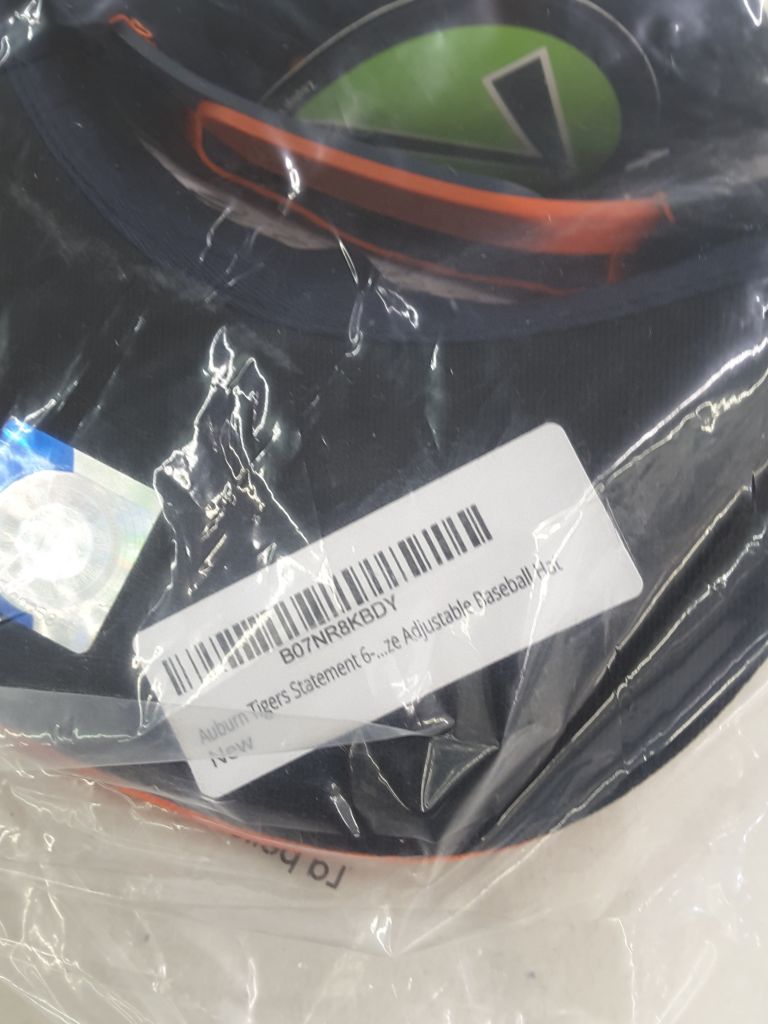 B07NR8KBDY
Auburn Tigers Statement 6-...ze Adjustable Baseball Hat
New